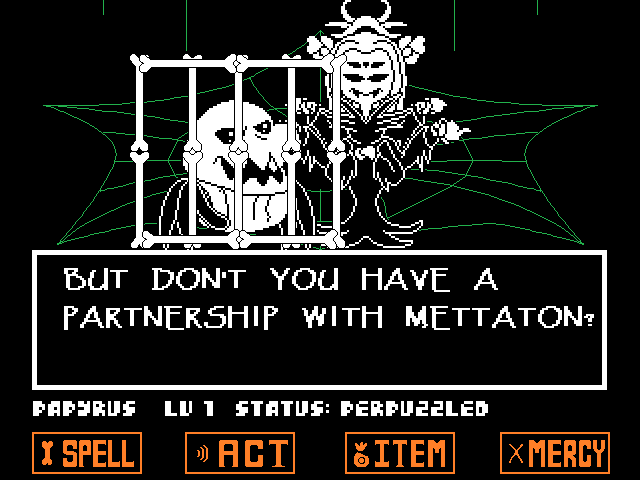 BUT DON'T YOU HAVE A
PARTNERSHIP WITH METTATON?
PAPYRUS LV 1 STATUS: PERPUZZLED
SPELL ACT ITEM MERCY